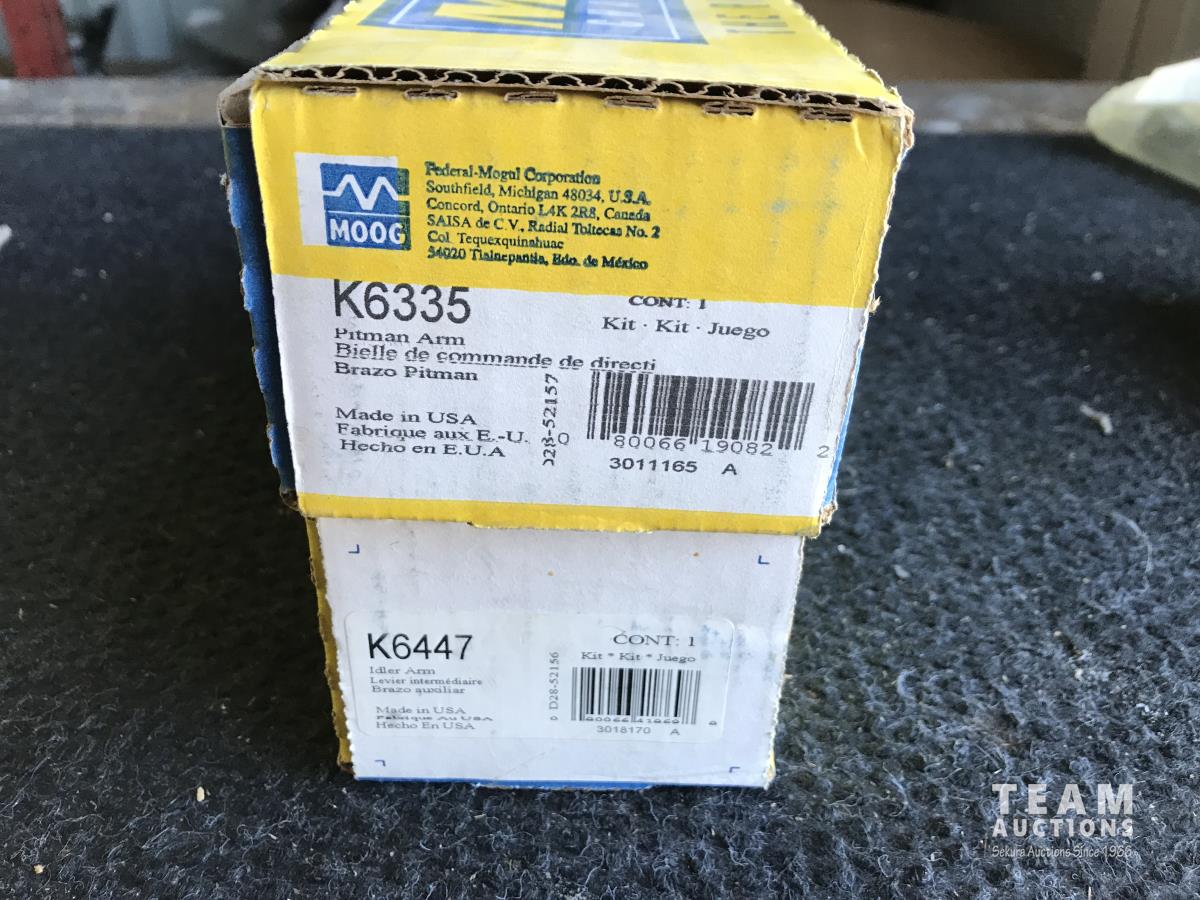 MOOG
Federal-Mogul Corporation
Southfield, Michigan 48034, U.S.A.
Concord, Ontario L4K 2R8, Canada
SAISA de C.V., Radial Toltecas No. 2
Col. Tequexquinahuac
54020 Tlalnepantla, Edo. de México
K6335
CONT: 1
Kit · Kit · Juego
Pitman Arm
Bielle de commande de directi
Brazo Pitman
Made in USA
Fabrique aux E.-U.
Hecho en E.U.A
D28-52157
0 80066 19082 2
3011165 A
K6447
CONT: 1
Kit * Kit * Juego
Idler Arm
Levier intermédiaire
Brazo auxiliar
Made in USA
Fabrique Au USA
Hecho En USA
D28-52156
3018170 A
TEAM
AUCTIONS
Sekura Auctions Since 1966